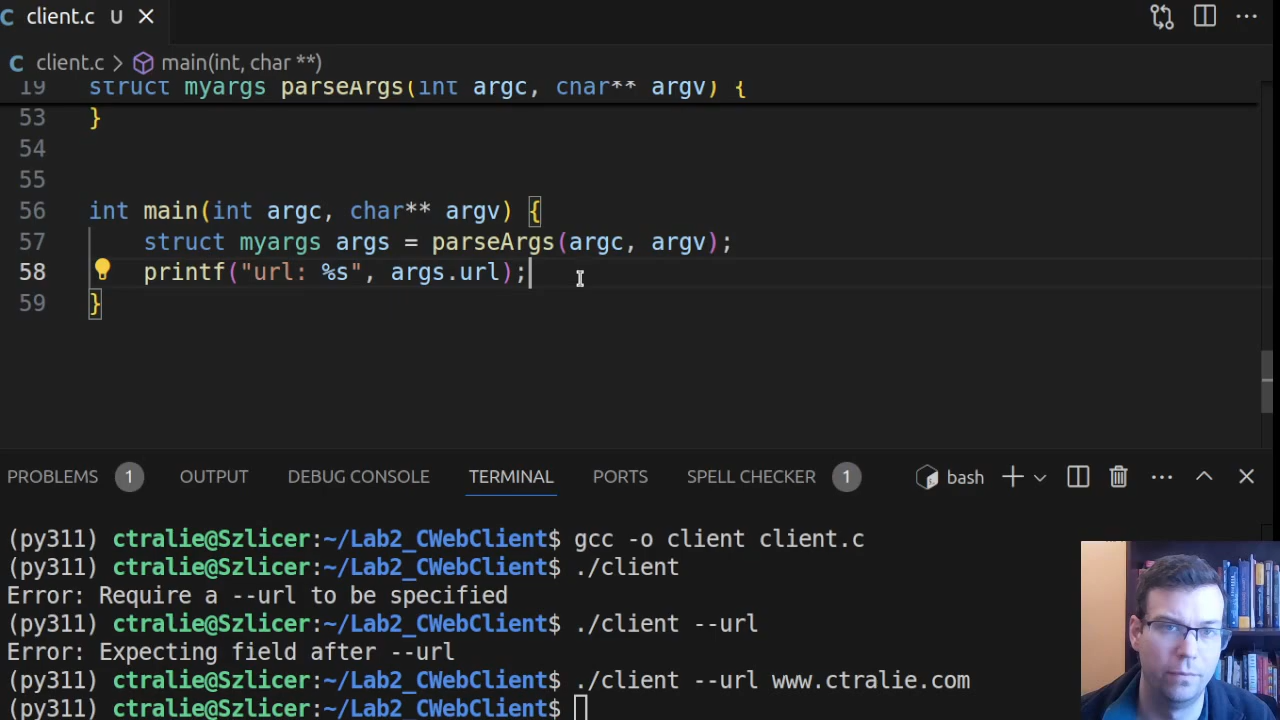 client.c U
client.c > main(int, char **)
19 struct myargs parseArgs(int argc, char** argv) {
53 }
54
55
56 int main(int argc, char** argv) {
57 struct myargs args = parseArgs(argc, argv);
58 printf("url: %s", args.url);
59 }
PROBLEMS 1 OUTPUT DEBUG CONSOLE TERMINAL PORTS SPELL CHECKER 1 bash
(py311) ctralie@Szlicer:~/Lab2_CWebClient$ gcc -o client client.c
(py311) ctralie@Szlicer:~/Lab2_CWebClient$ ./client
Error: Require a --url to be specified
(py311) ctralie@Szlicer:~/Lab2_CWebClient$ ./client --url
Error: Expecting field after --url
(py311) ctralie@Szlicer:~/Lab2_CWebClient$ ./client --url www.ctralie.com
(py311) ctralie@Szlicer:~/Lab2_CWebClient$